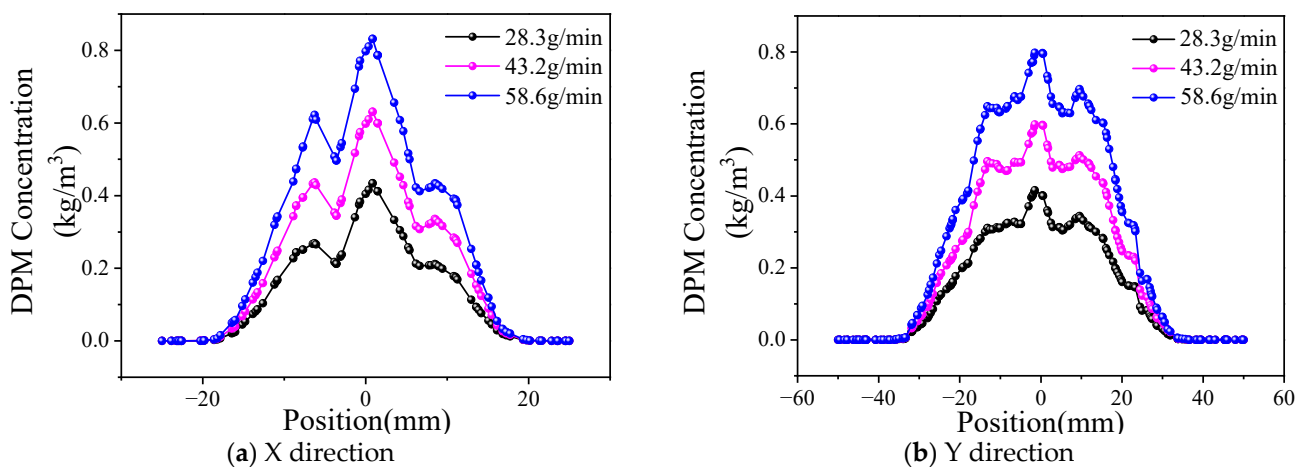 DPM Concentration
(kg/m³)
0.8
0.6
0.4
0.2
0.0
28.3g/min
43.2g/min
58.6g/min
−20
0
20
Position(mm)
(a) X direction
DPM Concentration
(kg/m³)
0.8
0.6
0.4
0.2
0.0
28.3g/min
43.2g/min
58.6g/min
−60
−40
−20
0
20
40
60
Position(mm)
(b) Y direction